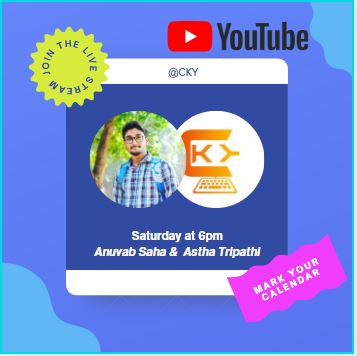 JOIN THE LIVE STREAM
YouTube
@CKY
CKY
Saturday at 6pm
Anuvab Saha & Astha Tripathi
MARK YOUR
CALENDAR